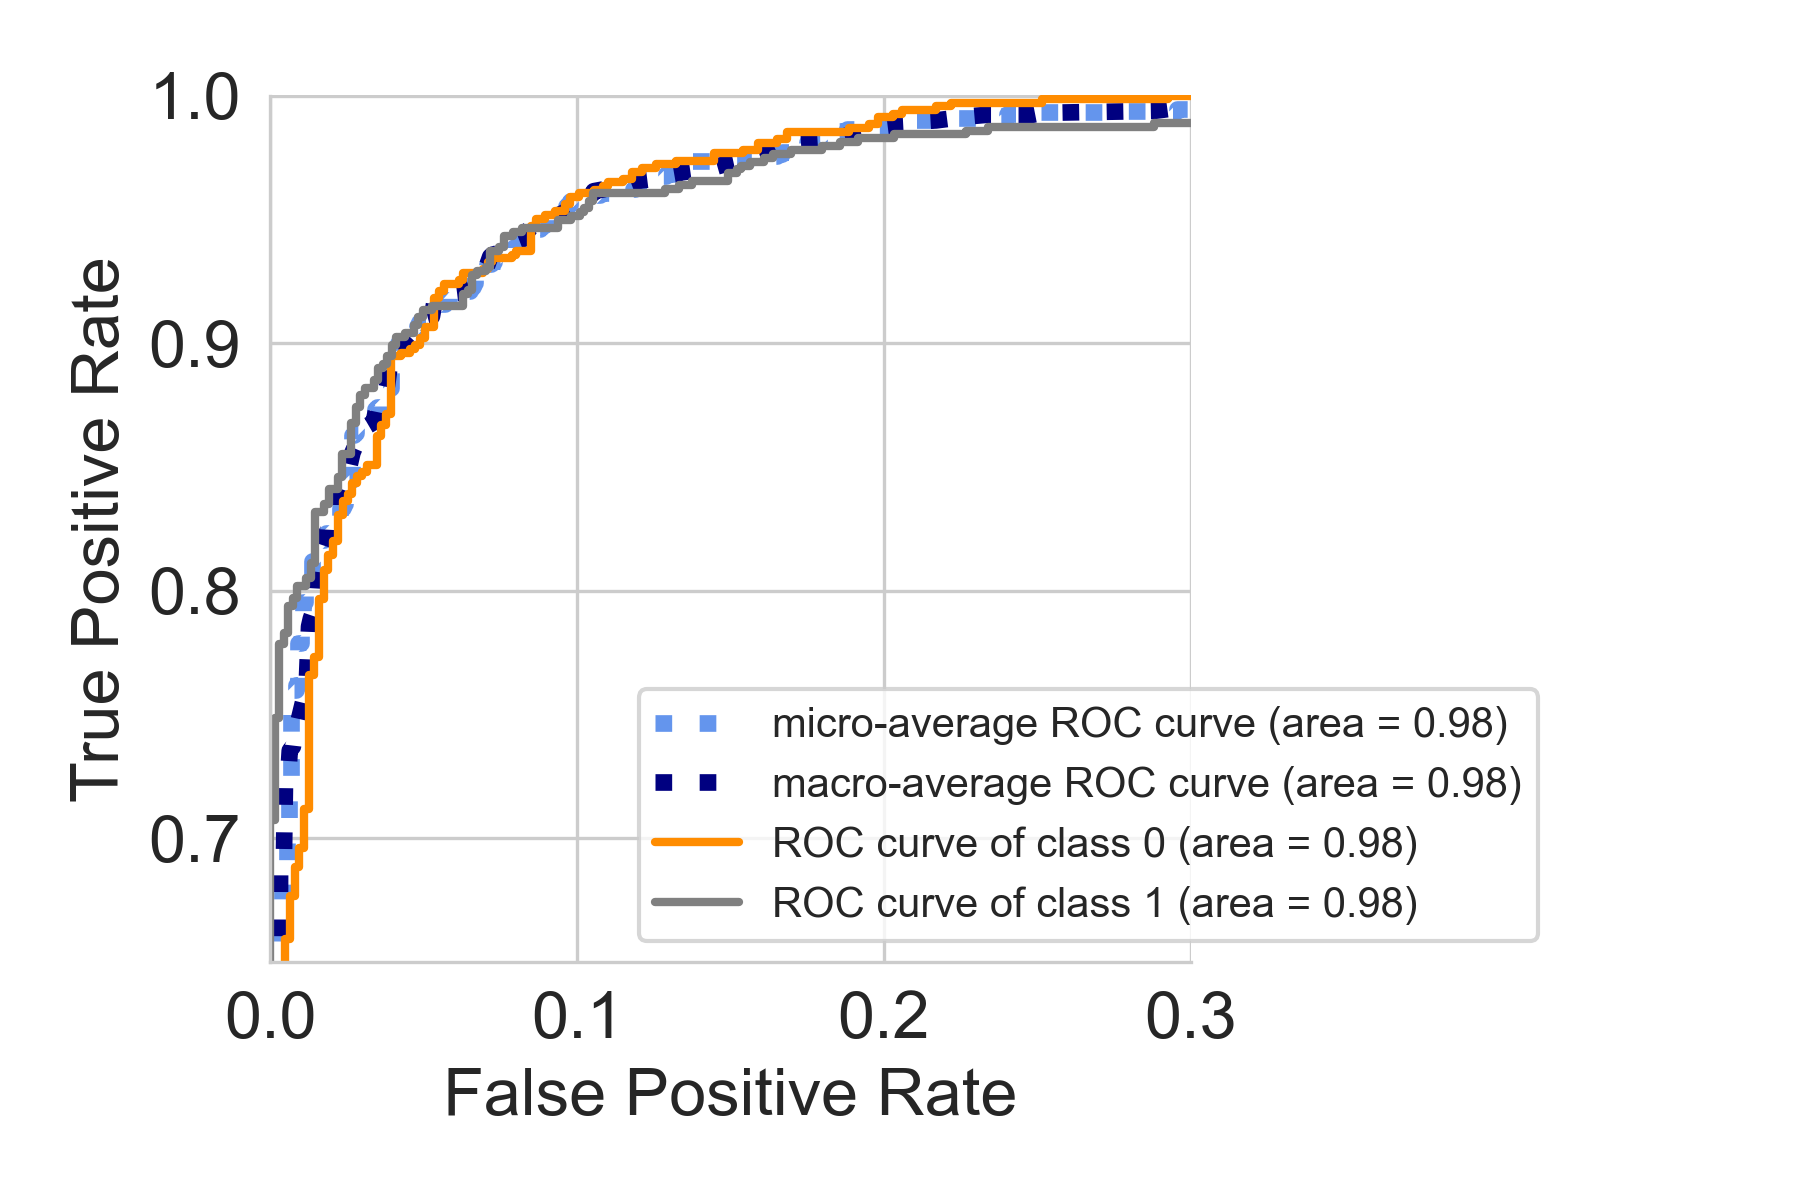 1.0
0.9
0.8
0.7
True Positive Rate
micro-average ROC curve (area = 0.98)
macro-average ROC curve (area = 0.98)
ROC curve of class 0 (area = 0.98)
ROC curve of class 1 (area = 0.98)
0.0 0.1 0.2 0.3
False Positive Rate